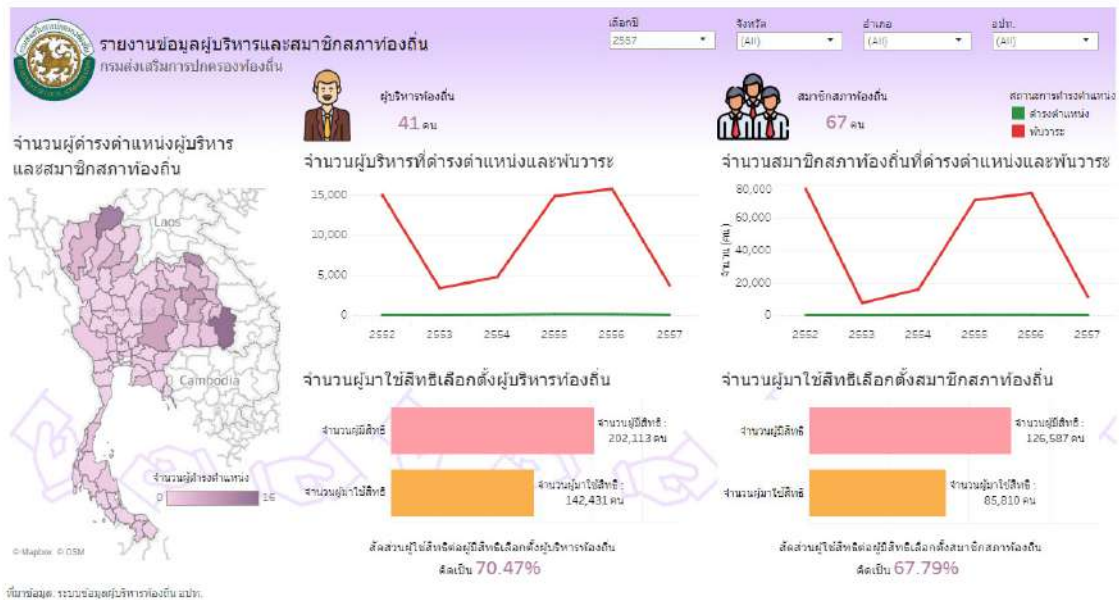 รายงานข้อมูลผู้บริหารและสมาชิกสภาท้องถิ่น
กรมส่งเสริมการปกครองท้องถิ่น
เลือกปี
2557
จังหวัด
(All)
อำเภอ
(All)
อปท.
(All)
ผู้บริหารท้องถิ่น
41 คน
สมาชิกสภาท้องถิ่น
67 คน
สถานะการดำรงตำแหน่ง
ดำรงตำแหน่ง
พ้นวาระ
จำนวนผู้ดำรงตำแหน่งผู้บริหาร
และสมาชิกสภาท้องถิ่น
Laos
Cambodia
จำนวนผู้ดำรงตำแหน่ง
0
16
© Mapbox © OSM
จำนวนผู้บริหารที่ดำรงตำแหน่งและพ้นวาระ
15,000
10,000
5,000
0
2552
2553
2554
2555
2556
2557
จำนวนสมาชิกสภาท้องถิ่นที่ดำรงตำแหน่งและพ้นวาระ
จำนวน (คน)
80,000
60,000
40,000
20,000
0
2552
2553
2554
2555
2556
2557
จำนวนผู้มาใช้สิทธิเลือกตั้งผู้บริหารท้องถิ่น
จำนวนผู้มีสิทธิ
จำนวนผู้มีสิทธิ :
202,113 คน
จำนวนผู้มาใช้สิทธิ
จำนวนผู้มาใช้สิทธิ :
142,431 คน
สัดส่วนผู้ใช้สิทธิต่อผู้มีสิทธิเลือกตั้งผู้บริหารท้องถิ่น
คิดเป็น 70.47%
จำนวนผู้มาใช้สิทธิเลือกตั้งสมาชิกสภาท้องถิ่น
จำนวนผู้มีสิทธิ
จำนวนผู้มีสิทธิ :
126,587 คน
จำนวนผู้มาใช้สิทธิ
จำนวนผู้มาใช้สิทธิ :
85,810 คน
สัดส่วนผู้ใช้สิทธิต่อผู้มีสิทธิเลือกตั้งสมาชิกสภาท้องถิ่น
คิดเป็น 67.79%
ที่มาข้อมูล: ระบบข้อมูลผู้บริหารท้องถิ่น อปท.